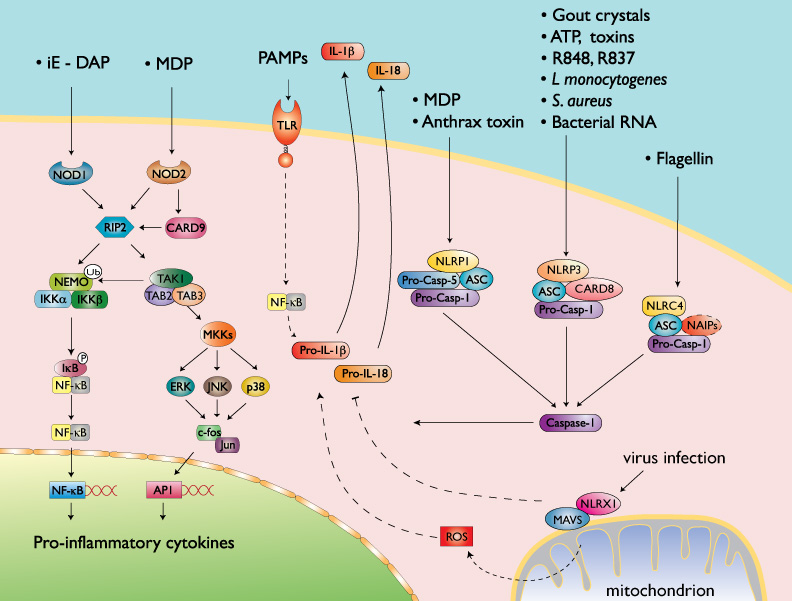 • iE - DAP
• MDP
PAMPs
IL-1β
IL-18
• MDP
• Anthrax toxin
• Gout crystals
• ATP, toxins
• R848, R837
• L monocytogenes
• S. aureus
• Bacterial RNA
• Flagellin
TLR
S
NOD1
NOD2
RIP2
CARD9
NEMO
Ub
IKKα
IKKβ
TAK1
TAB2
TAB3
MKKs
IκB
P
NF-κB
ERK
JNK
p38
NF-κB
c-fos
Jun
NF-κB
AP1
Pro-inflammatory cytokines
NF-κB
Pro-IL-1β
Pro-IL-18
NLRP1
Pro-Casp-5
ASC
Pro-Casp-1
NLRP3
ASC
CARD8
Pro-Casp-1
NLRC4
ASC
NAIPs
Pro-Casp-1
Caspase-1
virus infection
NLRX1
MAVS
ROS
mitochondrion